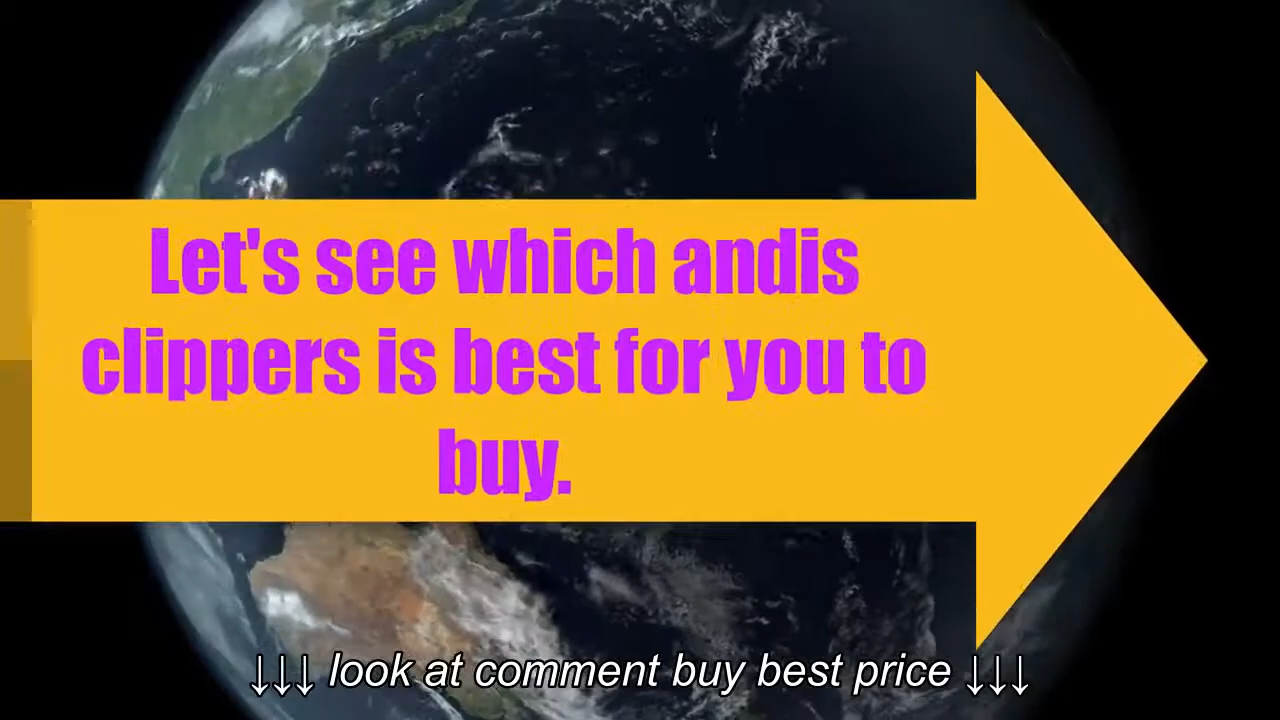 Let's see which andis
clippers is best for you to
buy.
↓↓↓ look at comment buy best price ↓↓↓